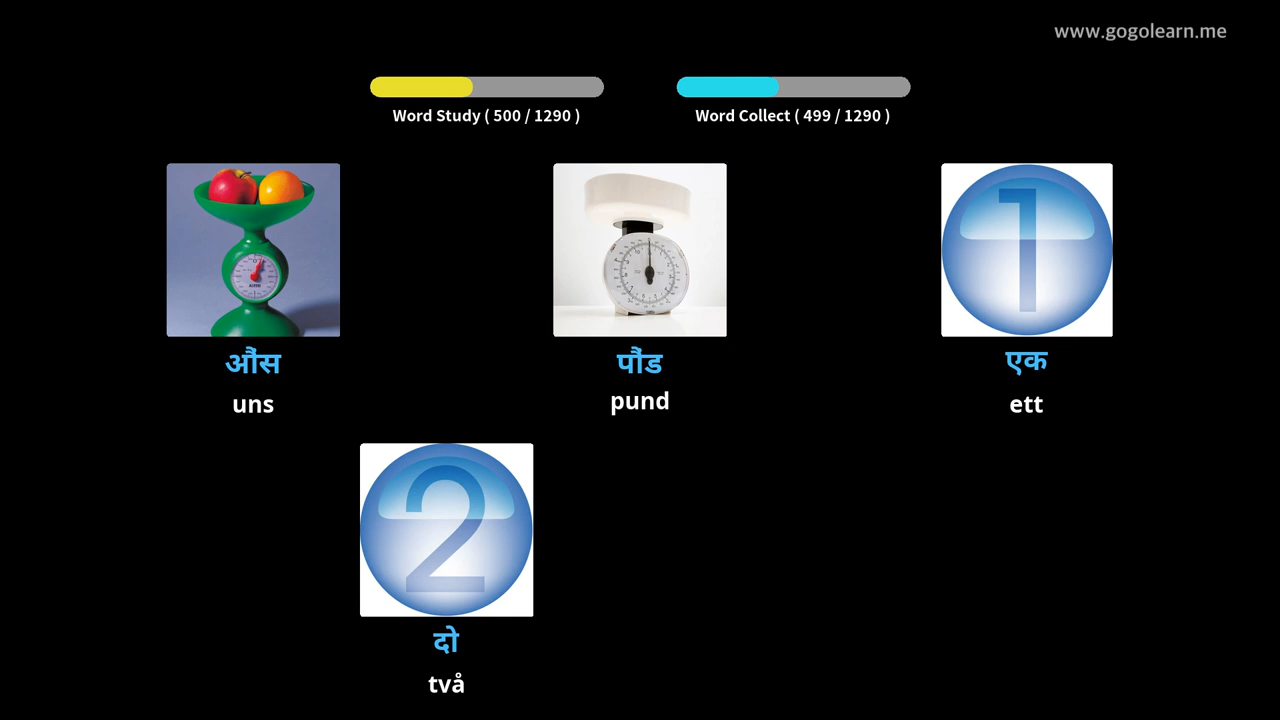 www.gogolearn.me
Word Study ( 500 / 1290 )
Word Collect ( 499 / 1290 )
औंस
पौंड
एक
uns
pund
ett
दो
två